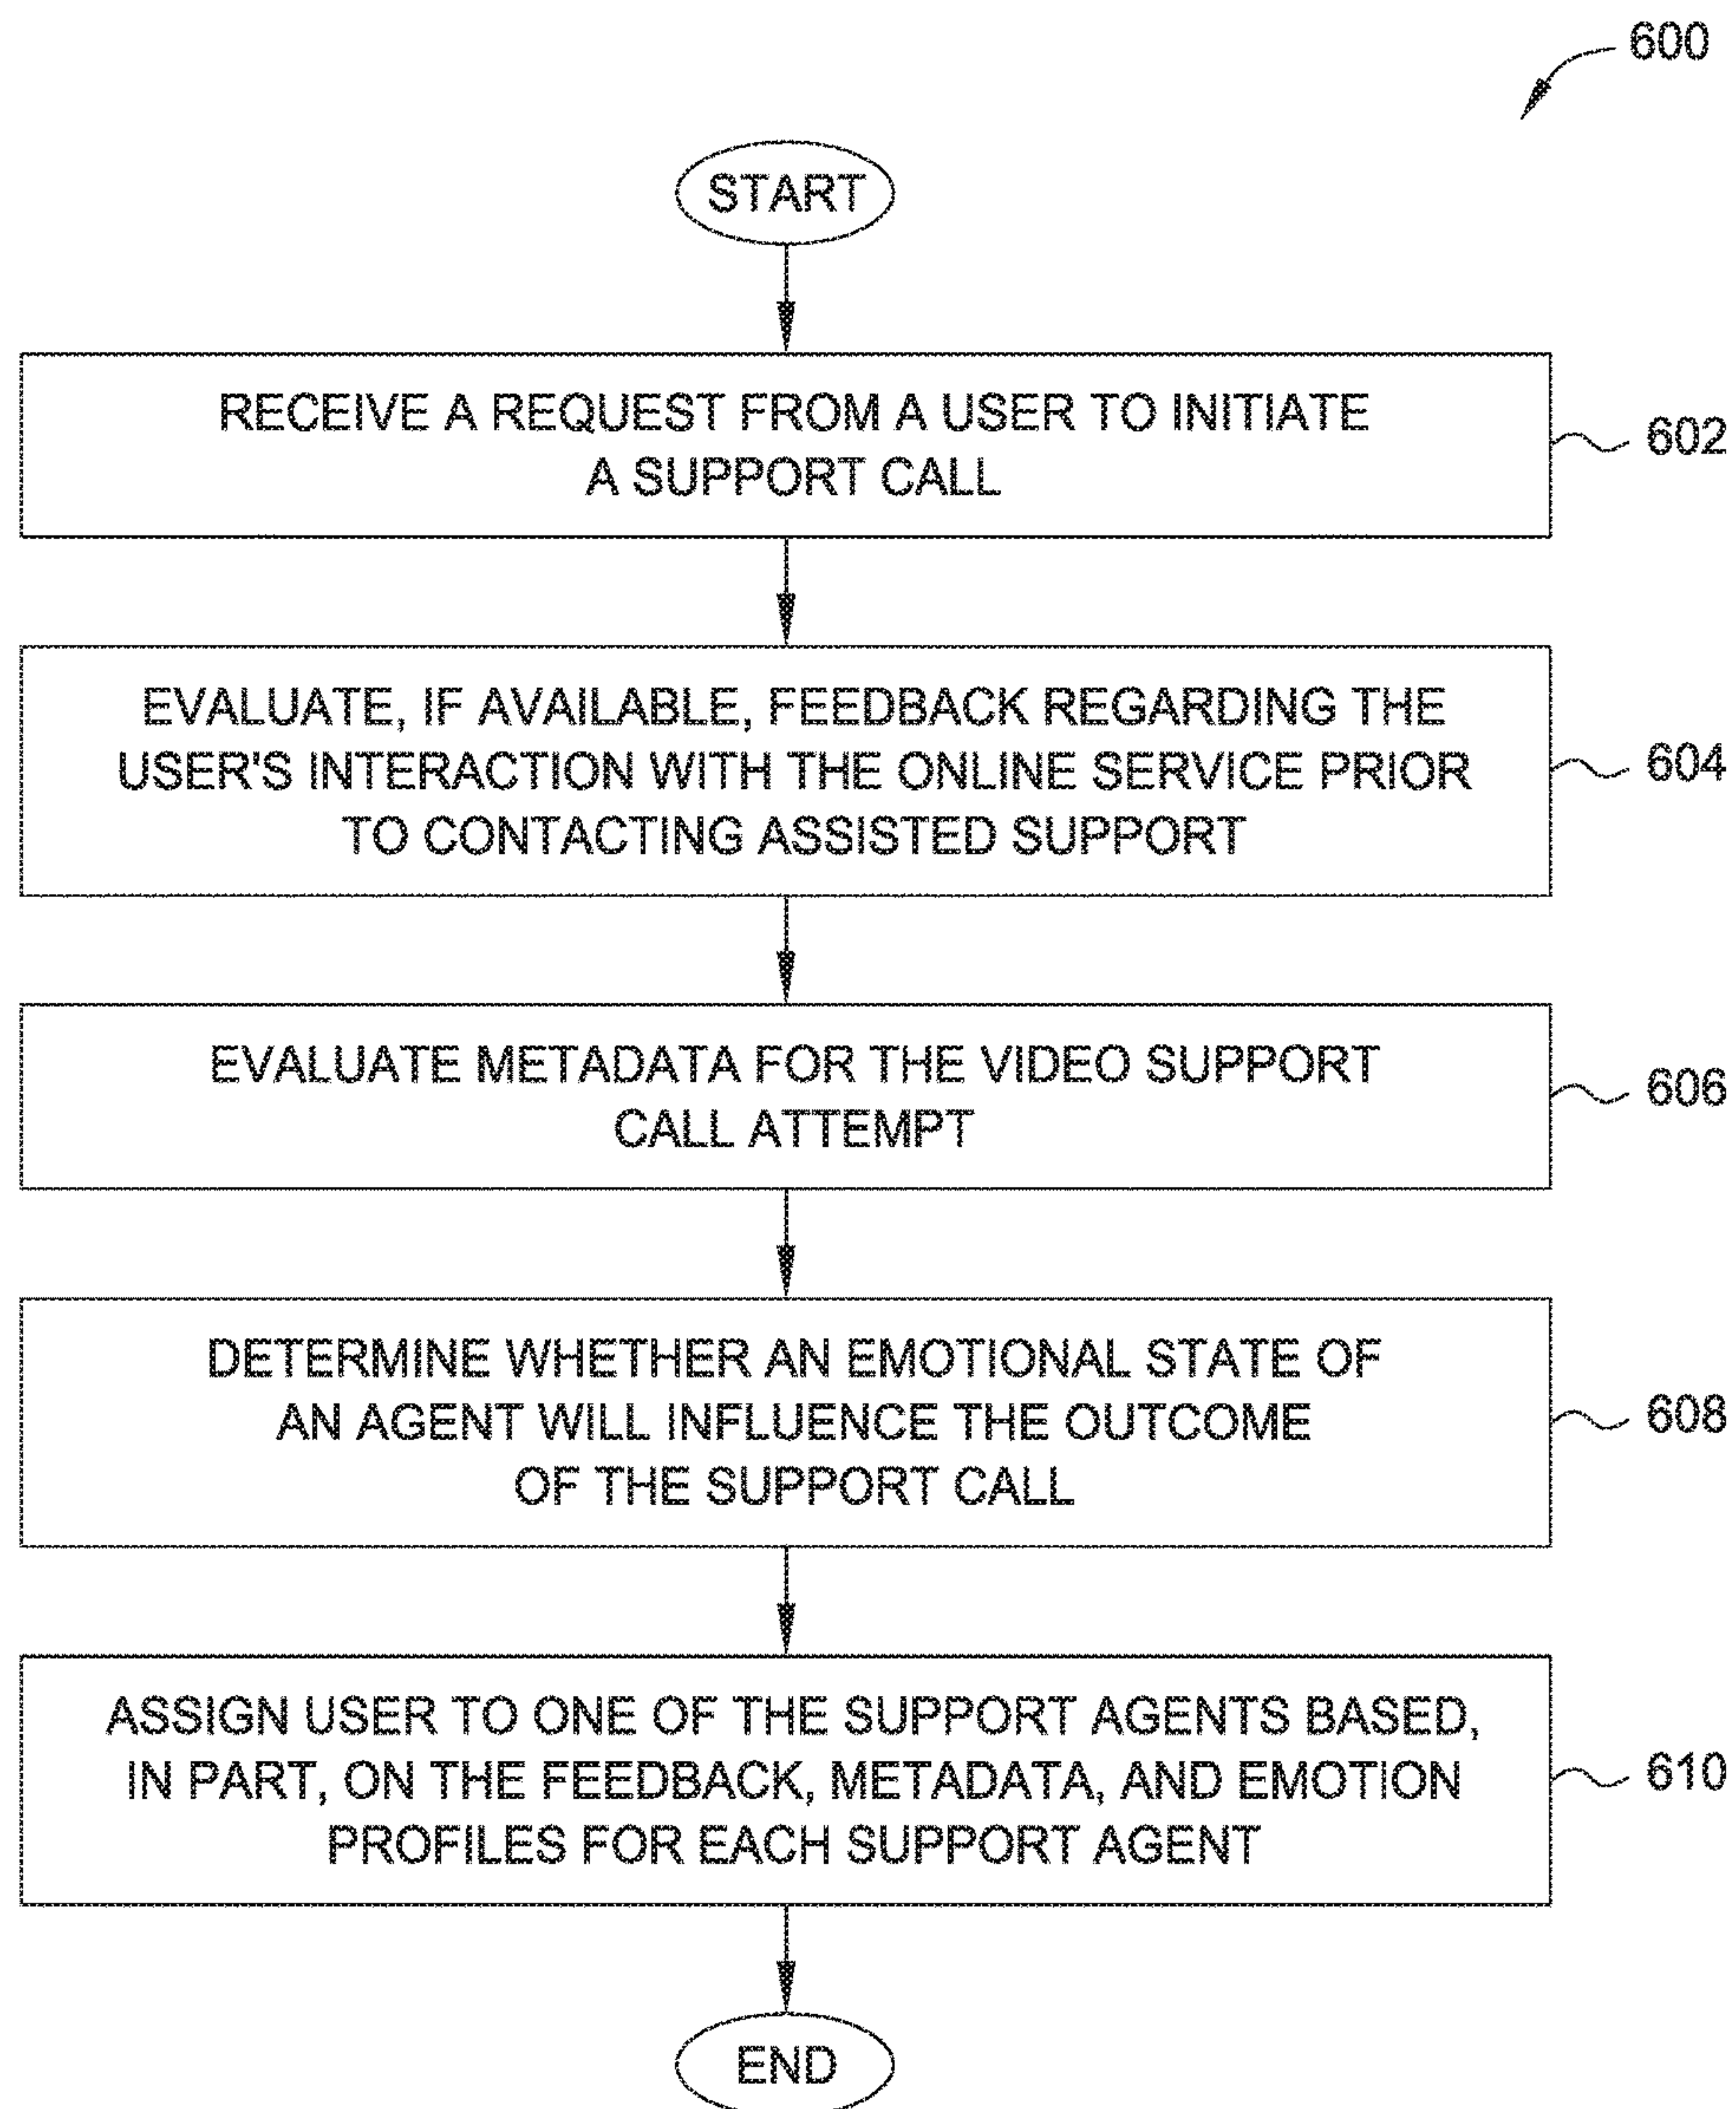 600
START
RECEIVE A REQUEST FROM A USER TO INITIATE
A SUPPORT CALL
602
EVALUATE, IF AVAILABLE, FEEDBACK REGARDING THE
USER'S INTERACTION WITH THE ONLINE SERVICE PRIOR
TO CONTACTING ASSISTED SUPPORT
604
EVALUATE METADATA FOR THE VIDEO SUPPORT
CALL ATTEMPT
606
DETERMINE WHETHER AN EMOTIONAL STATE OF
AN AGENT WILL INFLUENCE THE OUTCOME
OF THE SUPPORT CALL
608
ASSIGN USER TO ONE OF THE SUPPORT AGENTS BASED,
IN PART, ON THE FEEDBACK, METADATA, AND EMOTION
PROFILES FOR EACH SUPPORT AGENT
610
END